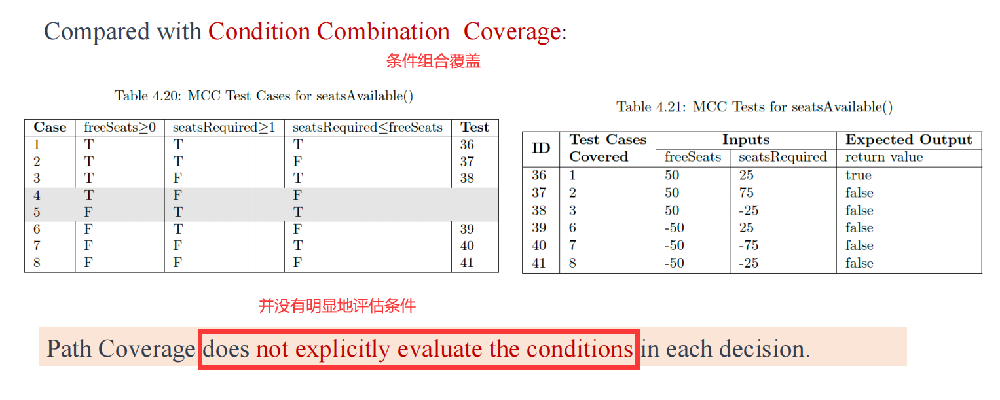 Compared with Condition Combination Coverage:
条件组合覆盖
Table 4.20: MCC Test Cases for seatsAvailable()
Case freeSeats≥0 seatsRequired≥1 seatsRequired≤freeSeats Test
1 T T T 36
2 T T F 37
3 T F T 38
4 T F F
5 F T T
6 F T F 39
7 F F T 40
8 F F F 41
Table 4.21: MCC Tests for seatsAvailable()
ID Test Cases Covered Inputs Expected Output
freeSeats seatsRequired return value
36 1 50 25 true
37 2 50 75 false
38 3 50 -25 false
39 6 -50 25 false
40 7 -50 -75 false
41 8 -50 -25 false
并没有明显地评估条件
Path Coverage does not explicitly evaluate the conditions in each decision.